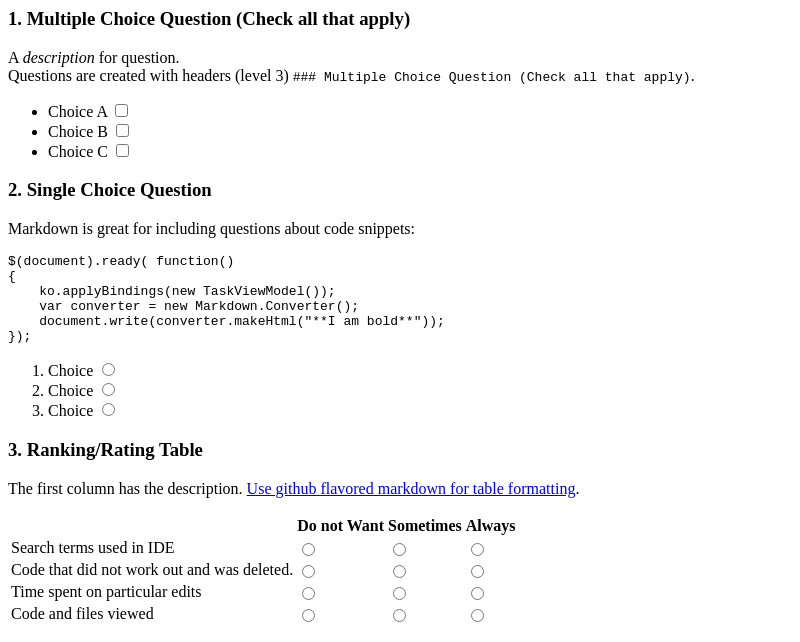 1. Multiple Choice Question (Check all that apply)
A description for question.
Questions are created with headers (level 3) ### Multiple Choice Question (Check all that apply).
• Choice A
• Choice B
• Choice C
2. Single Choice Question
Markdown is great for including questions about code snippets:
$(document).ready( function()
{
    ko.applyBindings(new TaskViewModel());
    var converter = new Markdown.Converter();
    document.write(converter.makeHtml("**I am bold**"));
});
1. Choice
2. Choice
3. Choice
3. Ranking/Rating Table
The first column has the description. Use github flavored markdown for table formatting.
Do not Want Sometimes Always
Search terms used in IDE
Code that did not work out and was deleted.
Time spent on particular edits
Code and files viewed